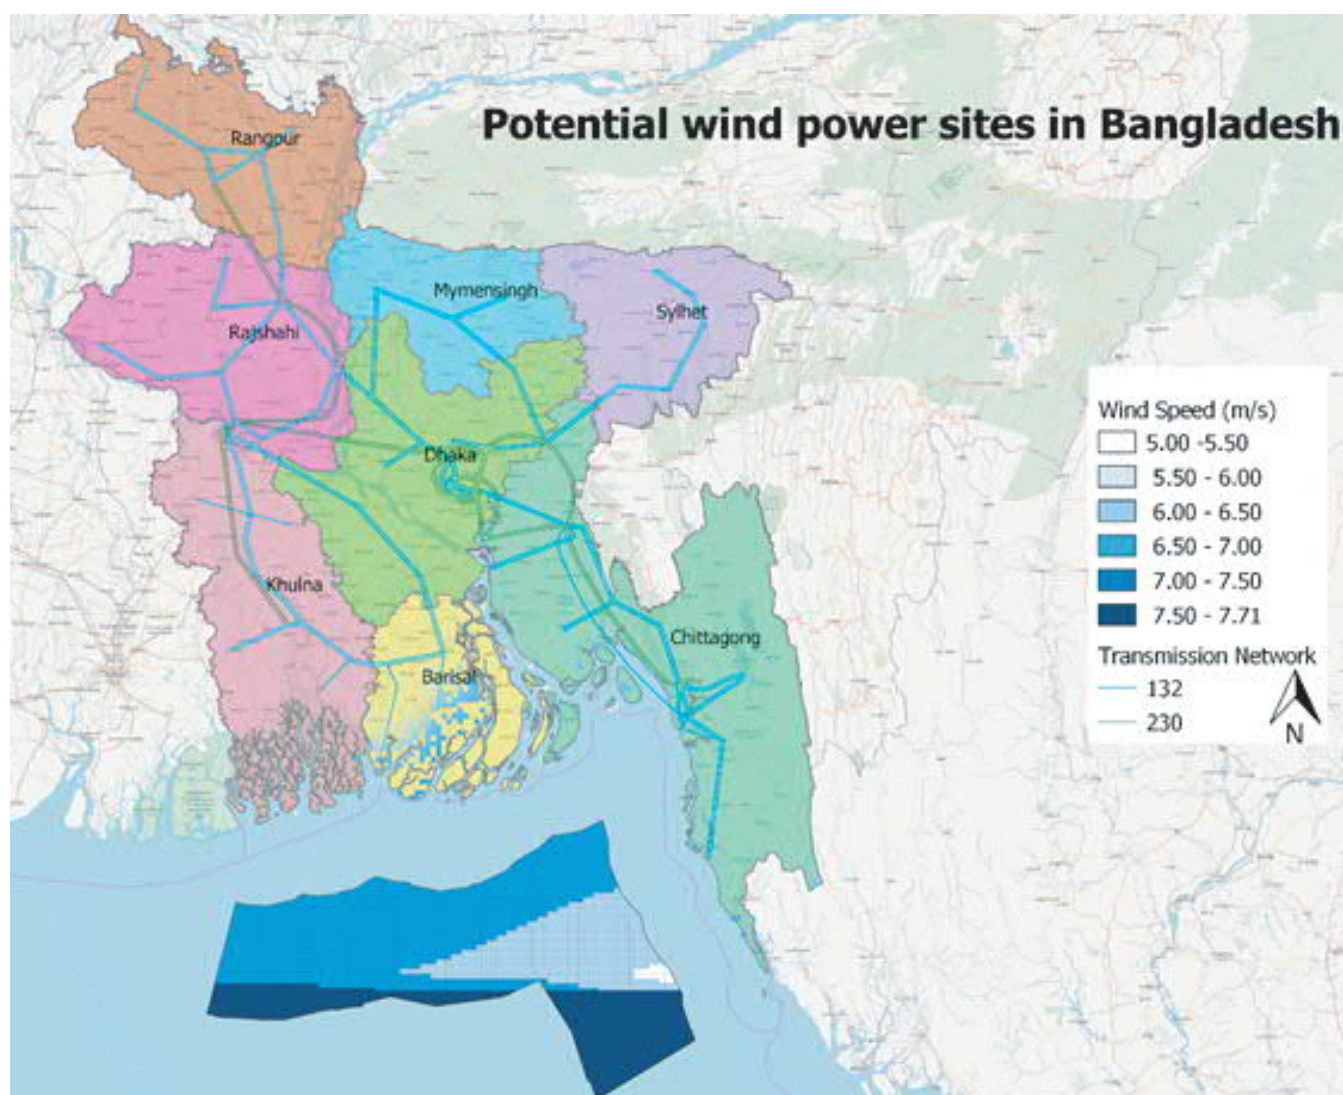 Potential wind power sites in Bangladesh
Rangpur
Mymensingh
Sylhet
Rajshahi
Dhaka
Khulna
Chittagong
Barisal
Wind Speed (m/s)
5.00 -5.50
5.50 - 6.00
6.00 - 6.50
6.50 - 7.00
7.00 - 7.50
7.50 - 7.71
Transmission Network
132
230
N